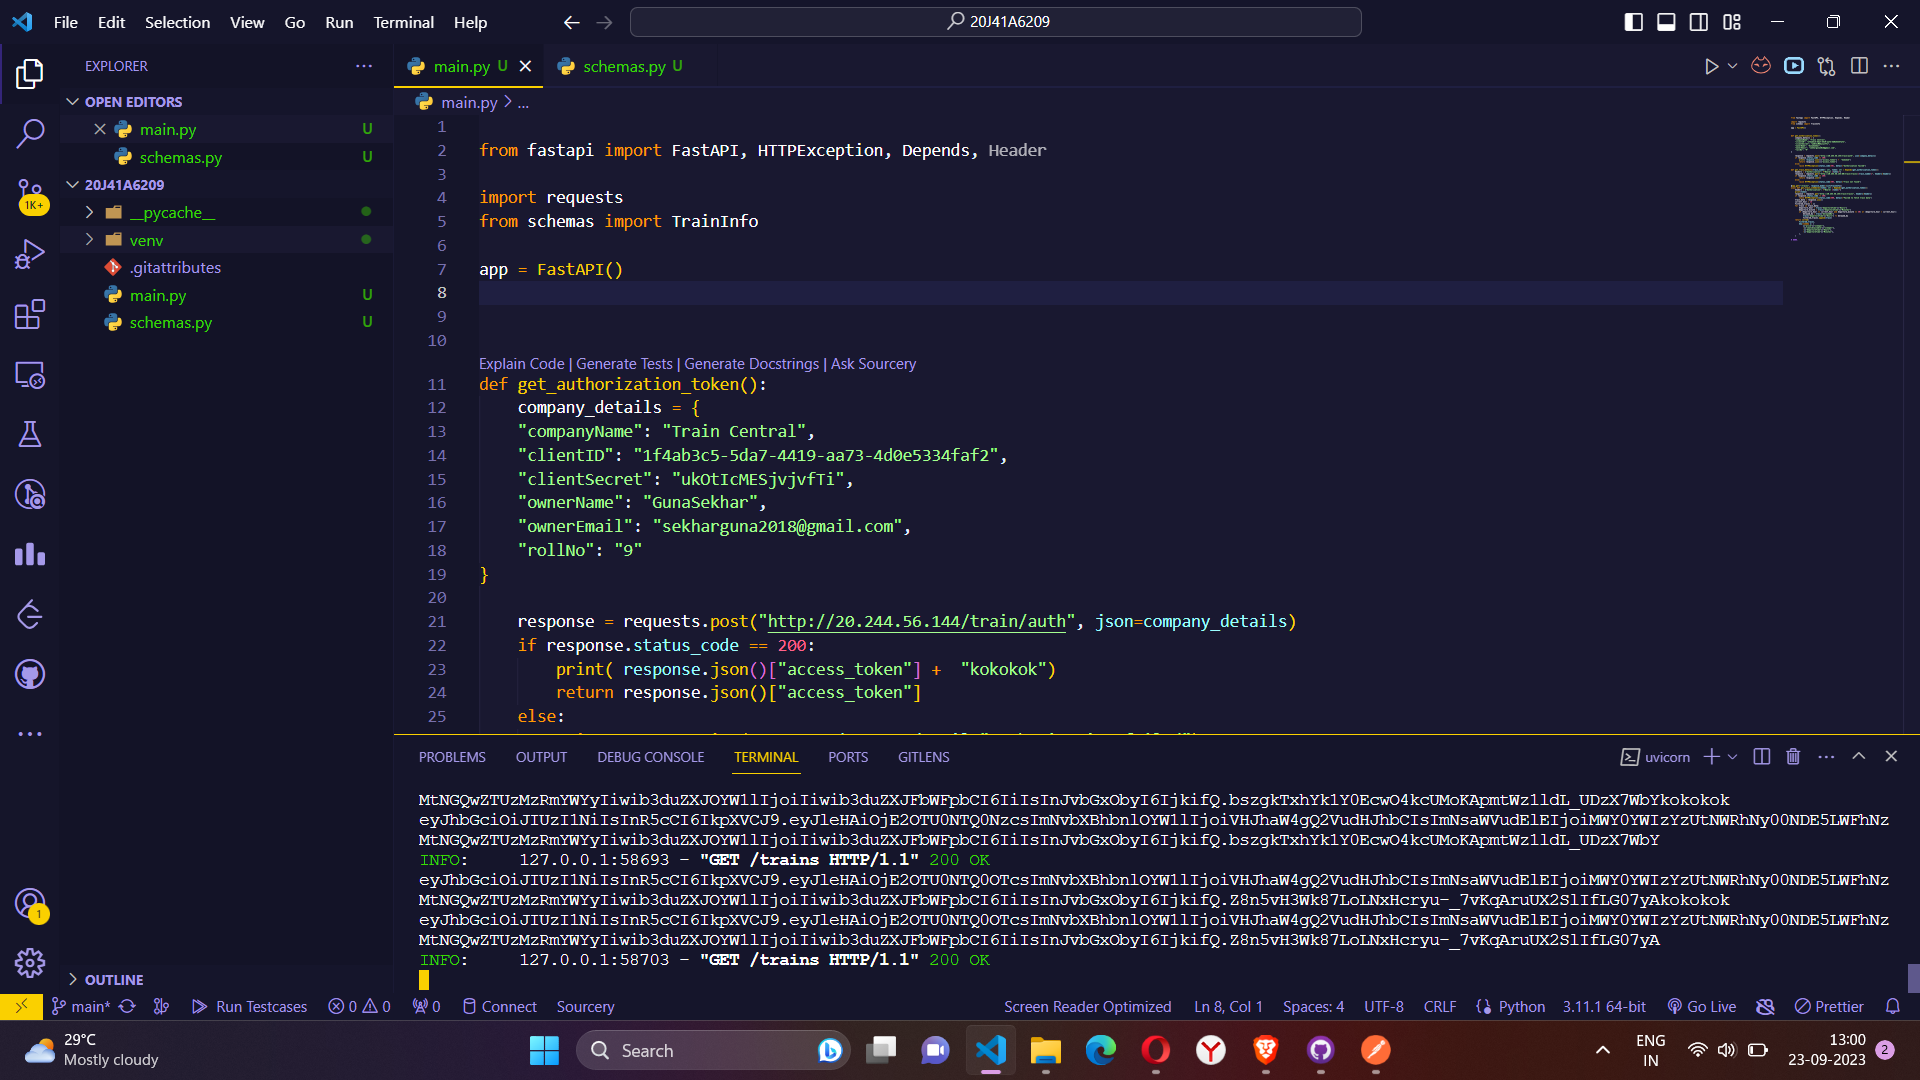 File Edit Selection View Go Run Terminal Help
20J41A6209
EXPLORER
main.py U
schemas.py U
OPEN EDITORS
main.py U
schemas.py U
20J41A6209
__pycache__
venv
.gitattributes
main.py U
schemas.py U
1K+
1
OUTLINE
main.py > ...
1
2 from fastapi import FastAPI, HTTPException, Depends, Header
3
4 import requests
5 from schemas import TrainInfo
6
7 app = FastAPI()
8
9
10
Explain Code | Generate Tests | Generate Docstrings | Ask Sourcery
11 def get_authorization_token():
12 company_details = {
13 "companyName": "Train Central",
14 "clientID": "1f4ab3c5-5da7-4419-aa73-4d0e5334faf2",
15 "clientSecret": "ukOtIcMESjvjvfTi",
16 "ownerName": "GunaSekhar",
17 "ownerEmail": "sekharguna2018@gmail.com",
18 "rollNo": "9"
19 }
20
21 response = requests.post("http://20.244.56.144/train/auth", json=company_details)
22 if response.status_code == 200:
23 print( response.json()["access_token"] + "kokokok")
24 return response.json()["access_token"]
25 else:
PROBLEMS OUTPUT DEBUG CONSOLE TERMINAL PORTS GITLENS
uvicorn
MtNGQwZTUzMzRmYWYyIiwib3duZXJOYW1lIjoiIiwib3duZXJFbWFpbCI6IiIsInJvbGxObyI6IjkifQ.bszgkTxhYk1Y0EcwO4kcUMoKApmtWz1ldL_UDzX7WbYkokokok
eyJhbGciOiJIUzI1NiIsInR5cCI6IkpXVCJ9.eyJleHAiOjE2OTU0NTQ0NzcsImNvbXBhbnlOYW1lIjoiVHJhaW4gQ2VudHJhbCIsImNsaWVudElEIjoiMWY0YWIzYzUtNWRhNy00NDE5LWFhNz
MtNGQwZTUzMzRmYWYyIiwib3duZXJOYW1lIjoiIiwib3duZXJFbWFpbCI6IiIsInJvbGxObyI6IjkifQ.bszgkTxhYk1Y0EcwO4kcUMoKApmtWz1ldL_UDzX7WbY
INFO: 127.0.0.1:58693 - "GET /trains HTTP/1.1" 200 OK
eyJhbGciOiJIUzI1NiIsInR5cCI6IkpXVCJ9.eyJleHAiOjE2OTU0NTQ0OTcsImNvbXBhbnlOYW1lIjoiVHJhaW4gQ2VudHJhbCIsImNsaWVudElEIjoiMWY0YWIzYzUtNWRhNy00NDE5LWFhNz
MtNGQwZTUzMzRmYWYyIiwib3duZXJOYW1lIjoiIiwib3duZXJFbWFpbCI6IiIsInJvbGxObyI6IjkifQ.Z8n5vH3Wk87LoLNxHcryu-_7vKqAruUX2SlIfLG07yAkokokok
eyJhbGciOiJIUzI1NiIsInR5cCI6IkpXVCJ9.eyJleHAiOjE2OTU0NTQ0OTcsImNvbXBhbnlOYW1lIjoiVHJhaW4gQ2VudHJhbCIsImNsaWVudElEIjoiMWY0YWIzYzUtNWRhNy00NDE5LWFhNz
MtNGQwZTUzMzRmYWYyIiwib3duZXJOYW1lIjoiIiwib3duZXJFbWFpbCI6IiIsInJvbGxObyI6IjkifQ.Z8n5vH3Wk87LoLNxHcryu-_7vKqAruUX2SlIfLG07yA
INFO: 127.0.0.1:58703 - "GET /trains HTTP/1.1" 200 OK
main* Run Testcases 0 0 0 Connect Sourcery Screen Reader Optimized Ln 8, Col 1 Spaces: 4 UTF-8 CRLF Python 3.11.1 64-bit Go Live Prettier
29°C
Mostly cloudy
Search
ENG
IN
13:00
23-09-2023
2